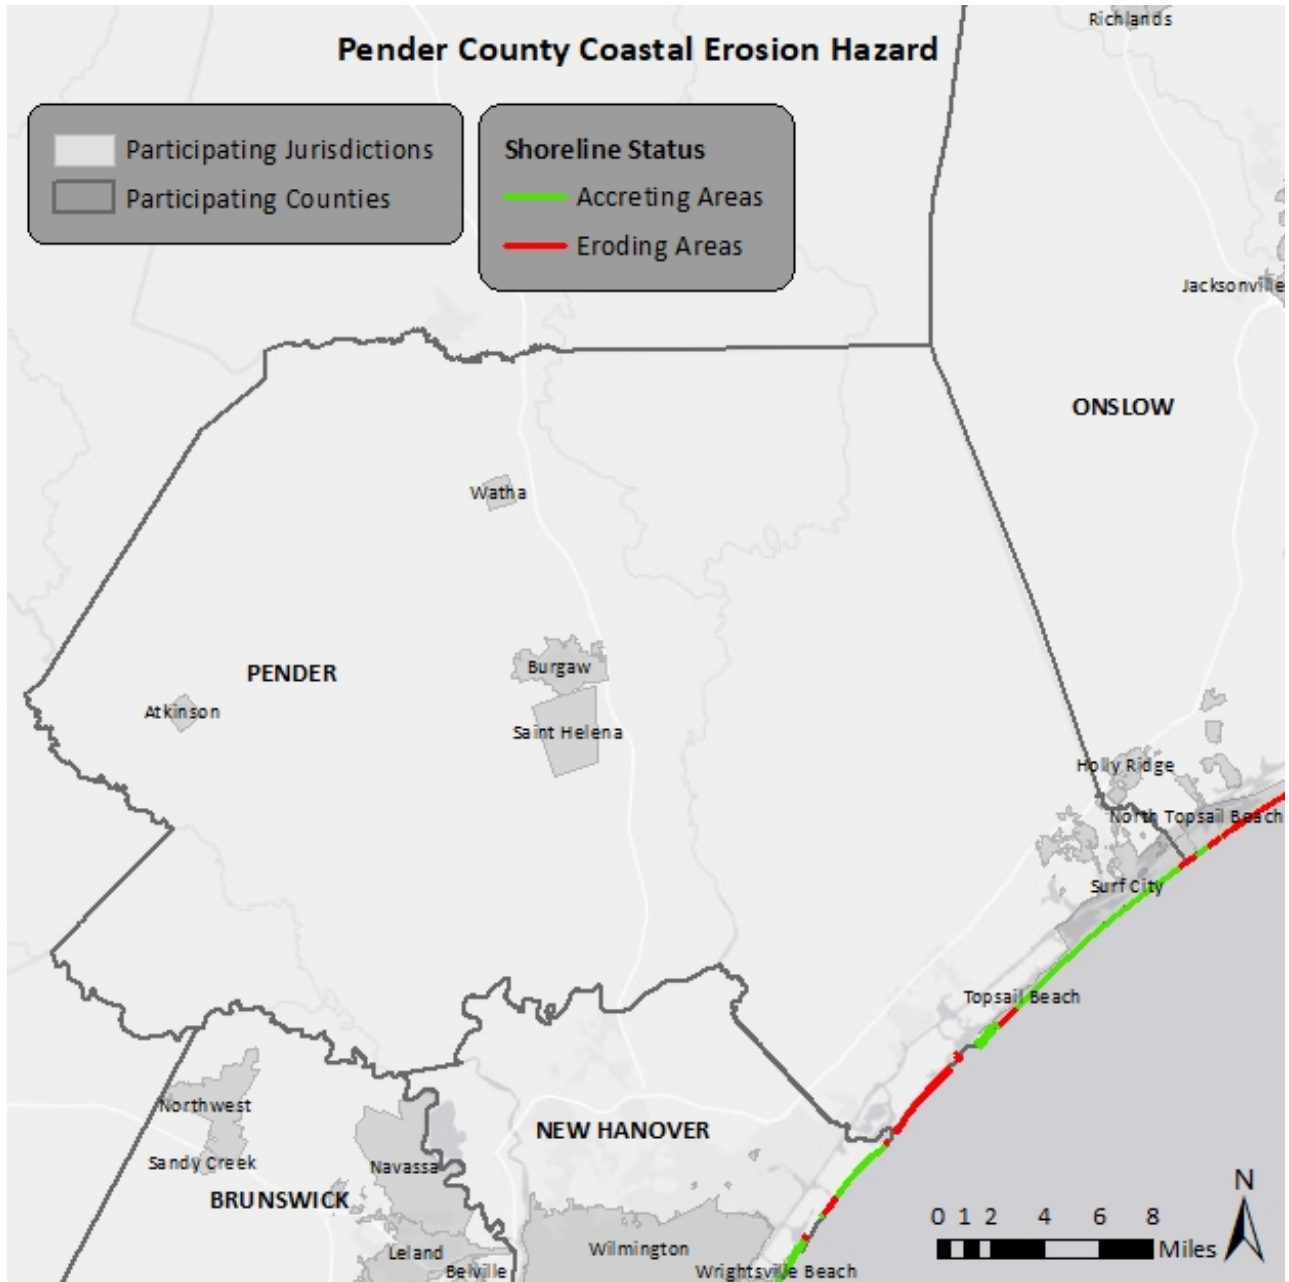 Richlands
Pender County Coastal Erosion Hazard
Participating Jurisdictions
Participating Counties
Shoreline Status
Accreting Areas
Eroding Areas
Jacksonville
ONSLOW
Watha
PENDER
Burgaw
Atkinson
Saint Helena
Holly Ridge
North Topsail Beach
Surf City
Topsail Beach
Northwest
NEW HANOVER
Sandy Creek
Navassa
BRUNSWICK
N
0 1 2 4 6 8
Miles
Leland
Wilmington
Belville
Wrightsville Beach